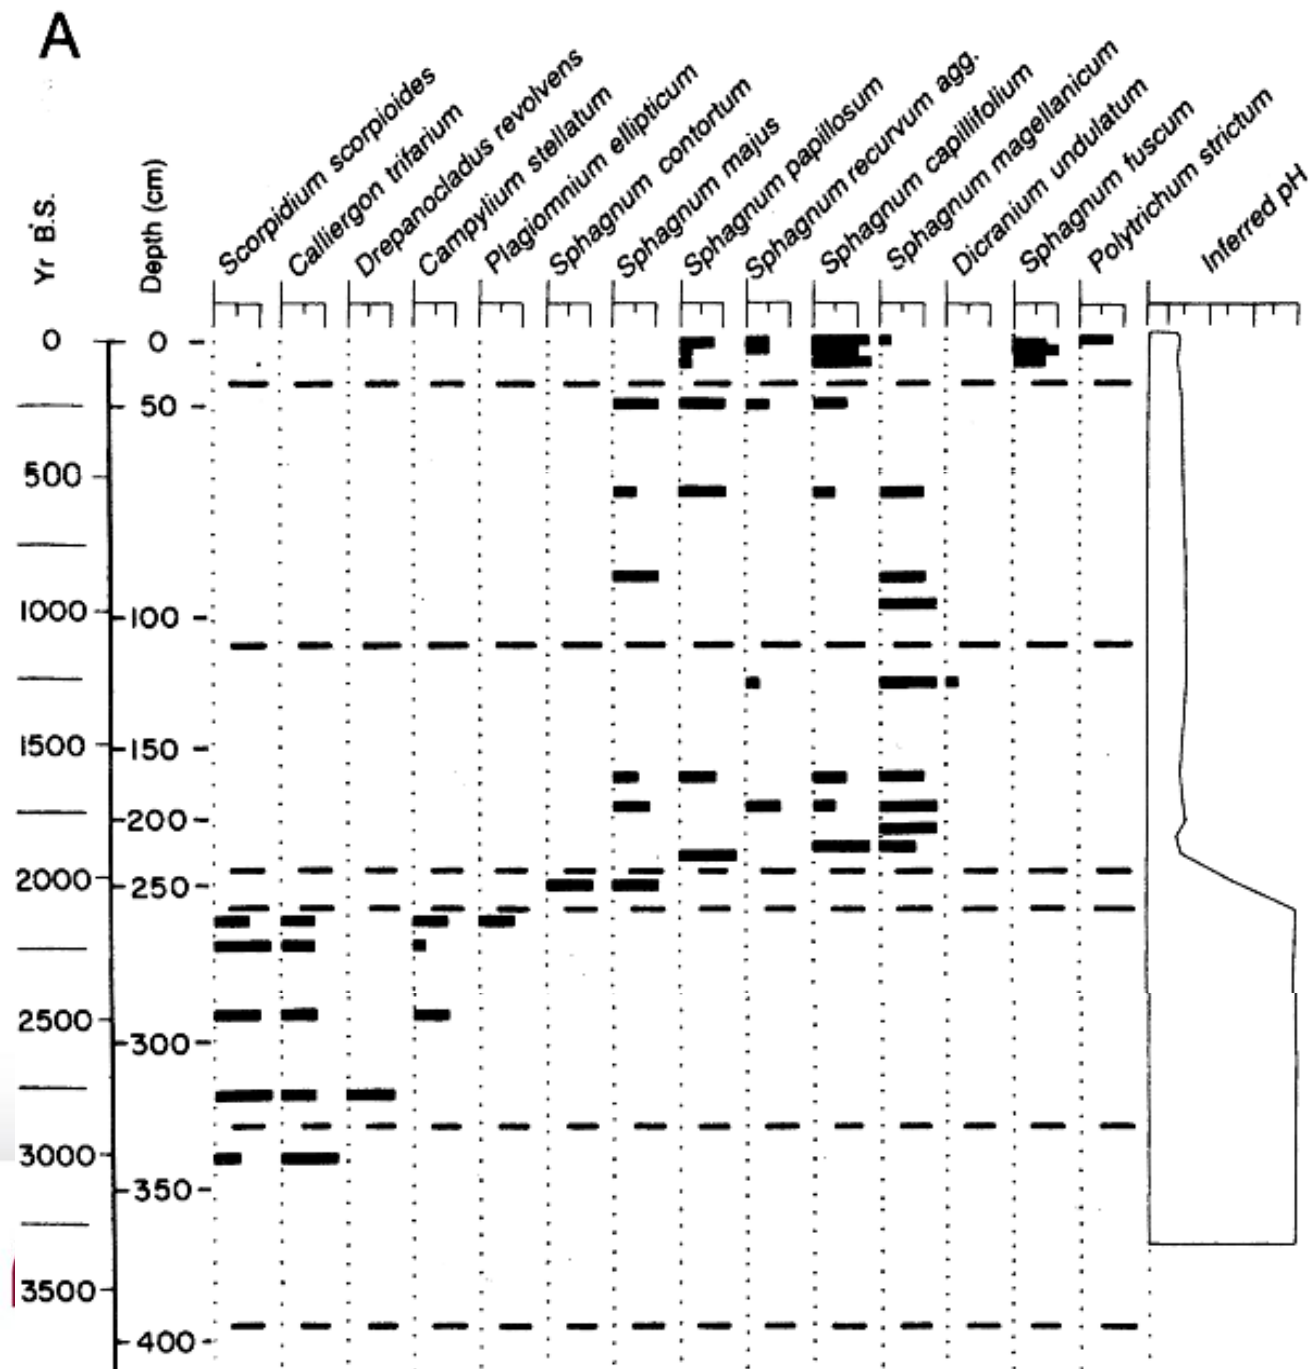 A
Yr B.S.
Depth (cm)
Scorpidium scorpioides
Calliergon trifarium
Drepanocladus revolvens
Campylium stellatum
Plagiomnium ellipticum
Sphagnum contortum
Sphagnum majus
Sphagnum papillosum
Sphagnum recurvum agg.
Sphagnum capillifolium
Sphagnum magellanicum
Dicranium undulatum
Sphagnum fuscum
Polytrichum strictum
Inferred pH
0 0
50
500
1000 100
1500 150
200
2000 250
2500 300
3000
350
3500
400